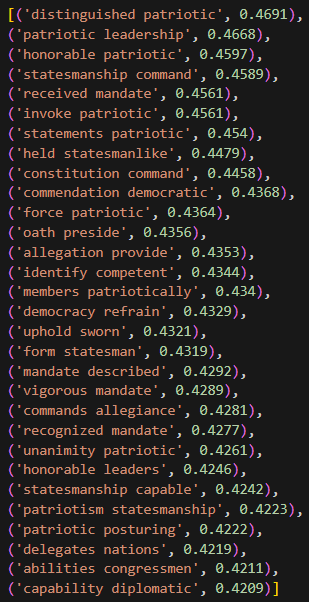 [('distinguished patriotic', 0.4691),
('patriotic leadership', 0.4668),
('honorable patriotic', 0.4597),
('statesmanship command', 0.4589),
('received mandate', 0.4561),
('invoke patriotic', 0.4561),
('statements patriotic', 0.454),
('held statesmanlike', 0.4479),
('constitution command', 0.4458),
('commendation democratic', 0.4368),
('force patriotic', 0.4364),
('oath preside', 0.4356),
('allegation provide', 0.4353),
('identify competent', 0.4344),
('members patriotically', 0.434),
('democracy refrain', 0.4329),
('uphold sworn', 0.4321),
('form statesman', 0.4319),
('mandate described', 0.4292),
('vigorous mandate', 0.4289),
('commands allegiance', 0.4281),
('recognized mandate', 0.4277),
('unanimity patriotic', 0.4261),
('honorable leaders', 0.4246),
('statesmanship capable', 0.4242),
('patriotism statesmanship', 0.4223),
('patriotic posturing', 0.4222),
('delegates nations', 0.4219),
('abilities congressmen', 0.4211),
('capability diplomatic', 0.4209)]